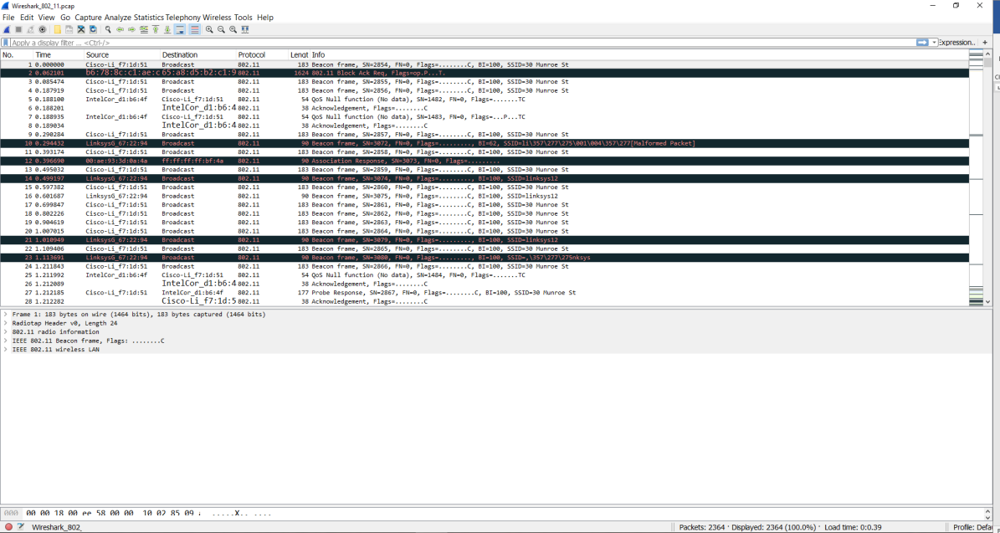 Wireshark_802_11.pcap
File Edit View Go Capture Analyze Statistics Telephony Wireless Tools Help
Apply a display filter ... <Ctrl-/> Expression... +
No. Time Source Destination Protocol Lengt Info
1 0.000000 Cisco-Li_f7:1d:51 Broadcast 802.11 183 Beacon frame, SN=2854, FN=0, Flags=........C, BI=100, SSID=30 Munroe St
2 0.062101 b6:78:8c:c1:ae:c 65:a8:d5:b2:c1:9 802.11 1624 802.11 Block Ack Req, Flags=op.P...T.
3 0.085474 Cisco-Li_f7:1d:51 Broadcast 802.11 183 Beacon frame, SN=2855, FN=0, Flags=........C, BI=100, SSID=30 Munroe St
4 0.187919 Cisco-Li_f7:1d:51 Broadcast 802.11 183 Beacon frame, SN=2856, FN=0, Flags=........C, BI=100, SSID=30 Munroe St
5 0.188100 IntelCor_d1:b6:4f Cisco-Li_f7:1d:51 802.11 54 QoS Null function (No data), SN=1482, FN=0, Flags=.......TC
6 0.188201 IntelCor_d1:b6:4 802.11 38 Acknowledgement, Flags=........C
7 0.188935 IntelCor_d1:b6:4f Cisco-Li_f7:1d:51 802.11 54 QoS Null function (No data), SN=1483, FN=0, Flags=...P...TC
8 0.189034 IntelCor_d1:b6:4 802.11 38 Acknowledgement, Flags=........C
9 0.290284 Cisco-Li_f7:1d:51 Broadcast 802.11 183 Beacon frame, SN=2857, FN=0, Flags=........C, BI=100, SSID=30 Munroe St
10 0.294432 LinksysG_67:22:94 Broadcast 802.11 90 Beacon frame, SN=3072, FN=0, Flags=........., BI=62, SSID=li\357\277\275\001\004\357\277[Malformed Packet]
11 0.393174 Cisco-Li_f7:1d:51 Broadcast 802.11 183 Beacon frame, SN=2858, FN=0, Flags=........C, BI=100, SSID=30 Munroe St
12 0.396690 00:ae:93:3d:0a:4a ff:ff:ff:ff:bf:4a 802.11 90 Association Response, SN=3073, FN=0, Flags=.........
13 0.495032 Cisco-Li_f7:1d:51 Broadcast 802.11 183 Beacon frame, SN=2859, FN=0, Flags=........C, BI=100, SSID=30 Munroe St
14 0.499197 LinksysG_67:22:94 Broadcast 802.11 90 Beacon frame, SN=3074, FN=0, Flags=........., BI=100, SSID=linksys12
15 0.597382 Cisco-Li_f7:1d:51 Broadcast 802.11 183 Beacon frame, SN=2860, FN=0, Flags=........C, BI=100, SSID=30 Munroe St
16 0.601687 LinksysG_67:22:94 Broadcast 802.11 90 Beacon frame, SN=3075, FN=0, Flags=........C, BI=100, SSID=linksys12
17 0.699847 Cisco-Li_f7:1d:51 Broadcast 802.11 183 Beacon frame, SN=2861, FN=0, Flags=........C, BI=100, SSID=30 Munroe St
18 0.802226 Cisco-Li_f7:1d:51 Broadcast 802.11 183 Beacon frame, SN=2862, FN=0, Flags=........C, BI=100, SSID=30 Munroe St
19 0.904619 Cisco-Li_f7:1d:51 Broadcast 802.11 183 Beacon frame, SN=2863, FN=0, Flags=........C, BI=100, SSID=30 Munroe St
20 1.007015 Cisco-Li_f7:1d:51 Broadcast 802.11 183 Beacon frame, SN=2864, FN=0, Flags=........C, BI=100, SSID=30 Munroe St
21 1.010949 LinksysG_67:22:94 Broadcast 802.11 90 Beacon frame, SN=3079, FN=0, Flags=........., BI=100, SSID=linksys12
22 1.109406 Cisco-Li_f7:1d:51 Broadcast 802.11 183 Beacon frame, SN=2865, FN=0, Flags=........C, BI=100, SSID=30 Munroe St
23 1.113691 LinksysG_67:22:94 Broadcast 802.11 90 Beacon frame, SN=3080, FN=0, Flags=........., BI=100, SSID=,\357\277\275nksys
24 1.211843 Cisco-Li_f7:1d:51 Broadcast 802.11 183 Beacon frame, SN=2866, FN=0, Flags=........C, BI=100, SSID=30 Munroe St
25 1.211992 IntelCor_d1:b6:4f Cisco-Li_f7:1d:51 802.11 54 QoS Null function (No data), SN=1484, FN=0, Flags=.......TC
26 1.212089 IntelCor_d1:b6:4 802.11 38 Acknowledgement, Flags=........C
27 1.212185 Cisco-Li_f7:1d:51 IntelCor_d1:b6:4f 802.11 177 Probe Response, SN=2867, FN=0, Flags=........C, BI=100, SSID=30 Munroe St
28 1.212282 Cisco-Li_f7:1d:5 802.11 38 Acknowledgement, Flags=........C
> Frame 1: 183 bytes on wire (1464 bits), 183 bytes captured (1464 bits)
> Radiotap Header v0, Length 24
> 802.11 radio information
> IEEE 802.11 Beacon frame, Flags: ........C
> IEEE 802.11 wireless LAN
000 00 00 18 00 ee 58 00 00 10 02 85 09 .....X.. ....
Wireshark_802_ Packets: 2364 · Displayed: 2364 (100.0%) · Load time: 0:0.39 Profile: Defau